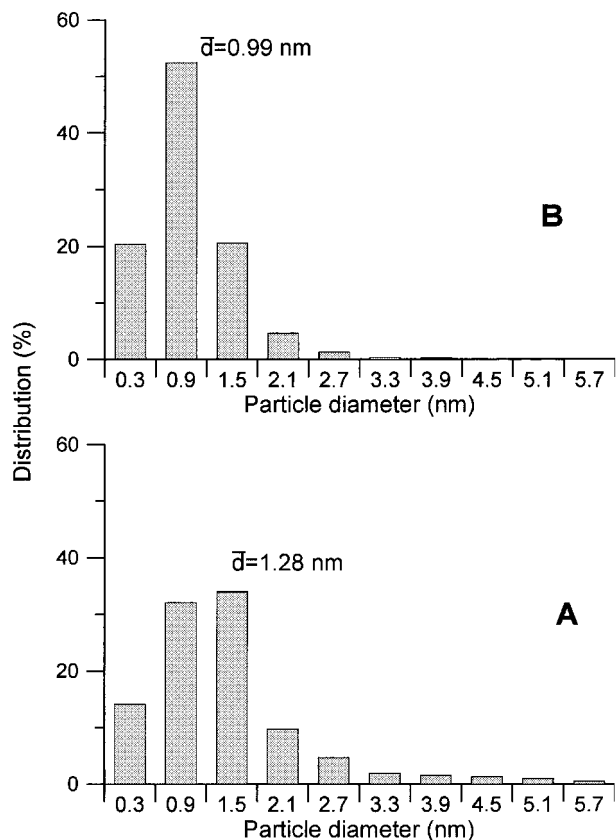 60
d̅=0.99 nm
40
B
20
0
0.3 0.9 1.5 2.1 2.7 3.3 3.9 4.5 5.1 5.7
Particle diameter (nm)
Distribution (%)
60
40
d̅=1.28 nm
A
20
0
0.3 0.9 1.5 2.1 2.7 3.3 3.9 4.5 5.1 5.7
Particle diameter (nm)